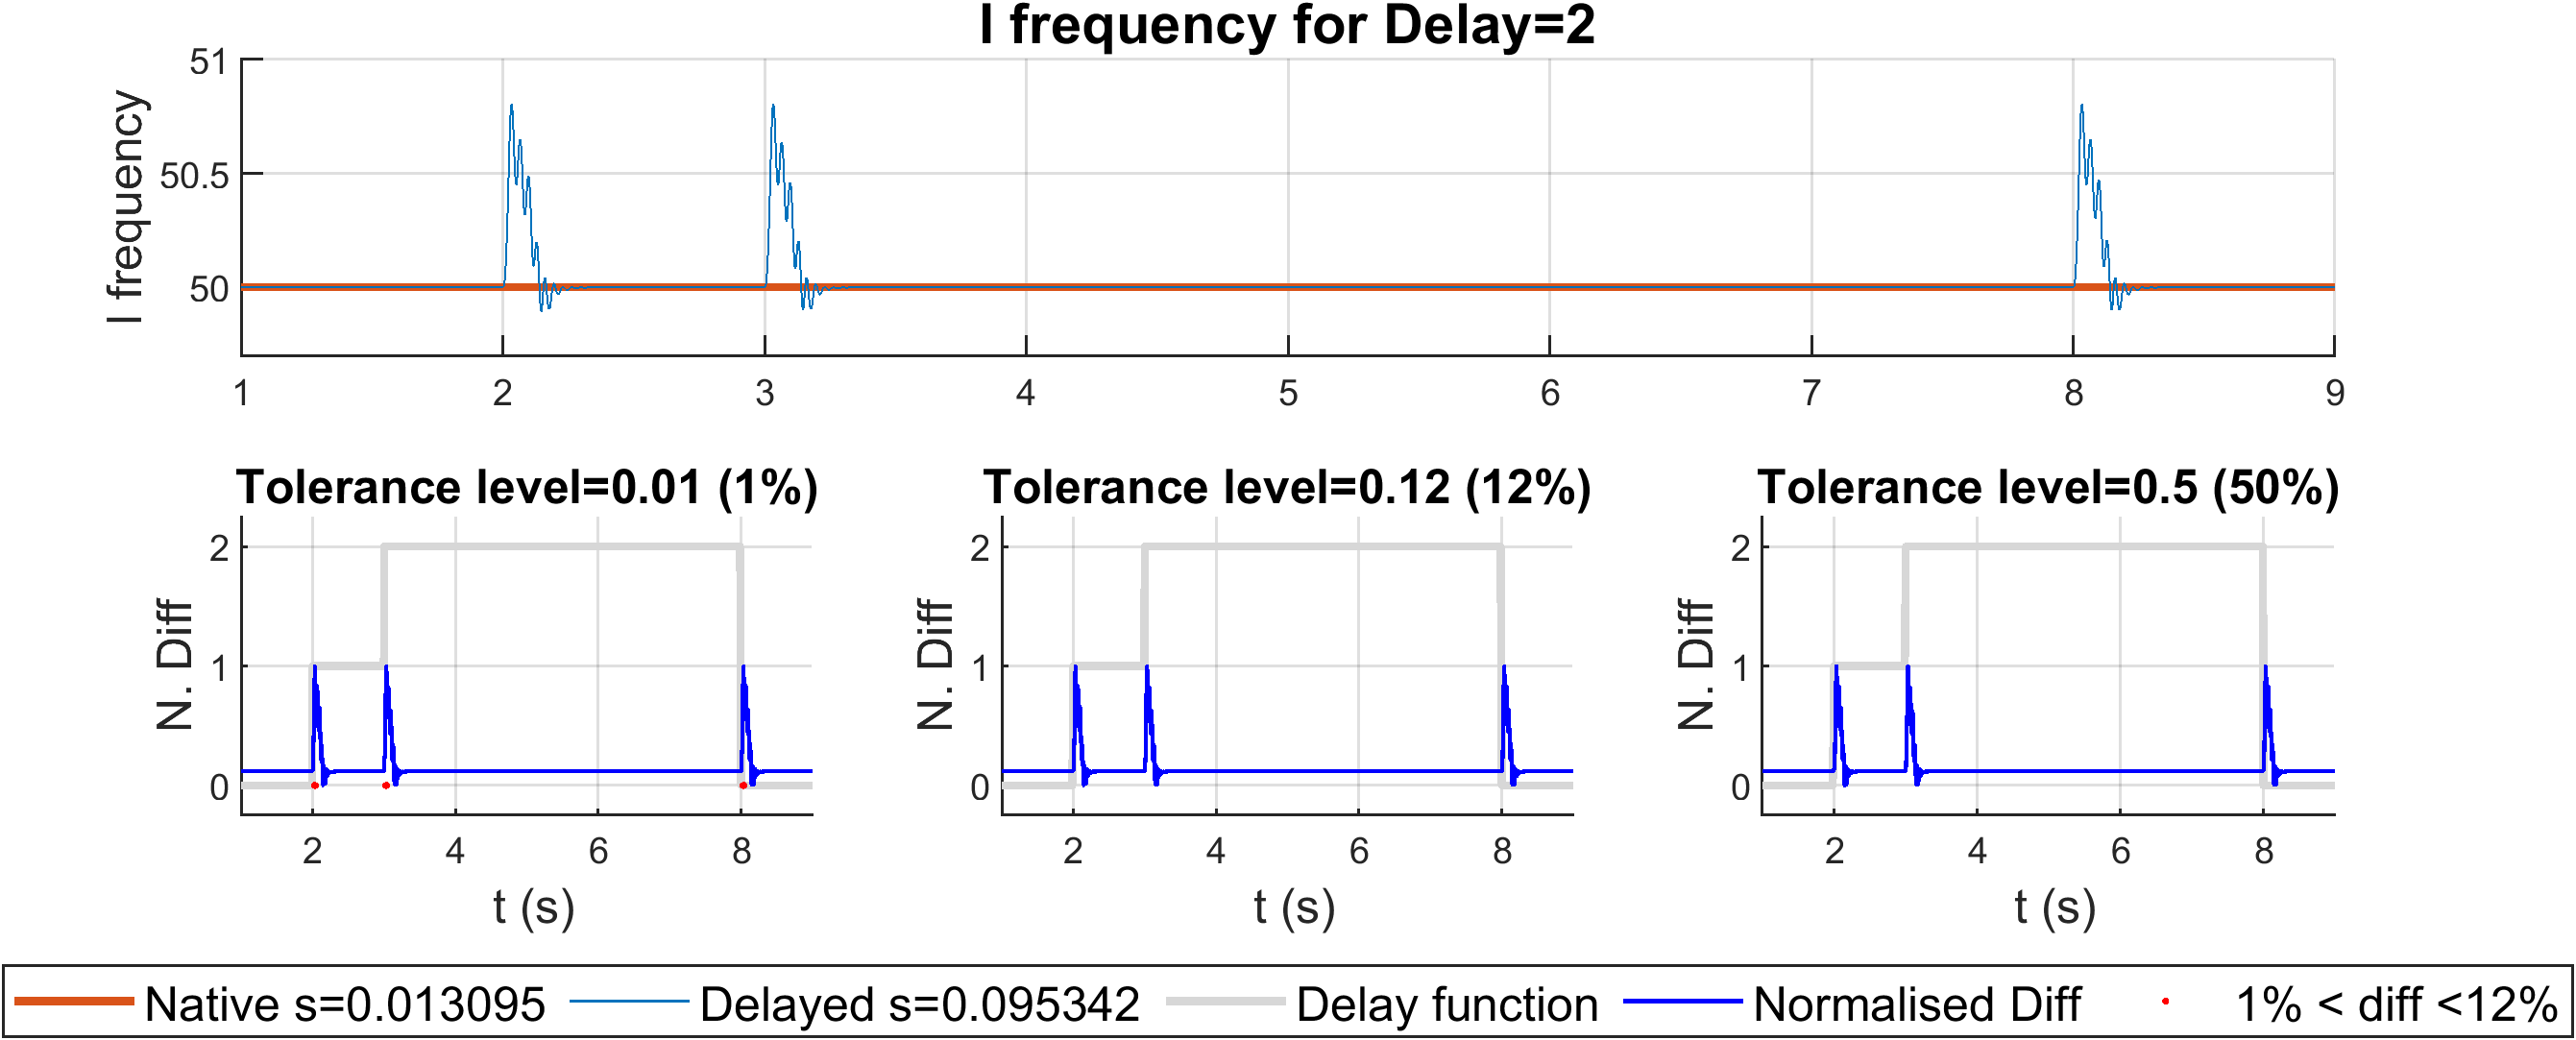 I frequency for Delay=2
I frequency
51
50.5
50
1 2 3 4 5 6 7 8 9
Tolerance level=0.01 (1%)
N. Diff
2
1
0
2 4 6 8
t (s)
Tolerance level=0.12 (12%)
N. Diff
2
1
0
2 4 6 8
t (s)
Tolerance level=0.5 (50%)
N. Diff
2
1
0
2 4 6 8
t (s)
Native s=0.013095 Delayed s=0.095342 Delay function Normalised Diff 1% < diff <12%